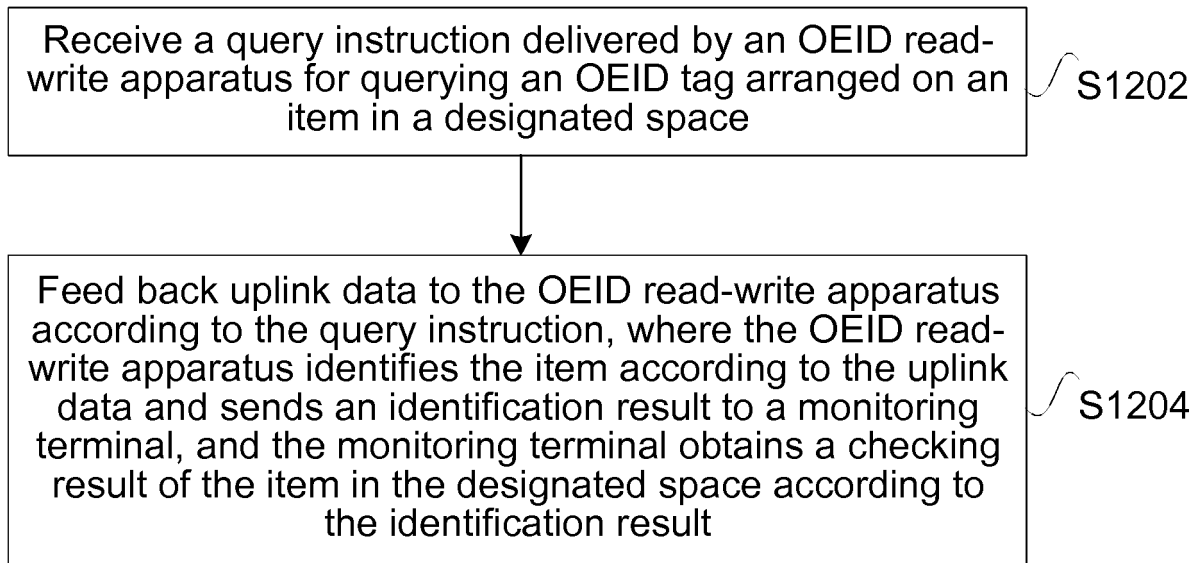 Receive a query instruction delivered by an OEID read-
write apparatus for querying an OEID tag arranged on an
item in a designated space
S1202
Feed back uplink data to the OEID read-write apparatus
according to the query instruction, where the OEID read-
write apparatus identifies the item according to the uplink
data and sends an identification result to a monitoring
terminal, and the monitoring terminal obtains a checking
result of the item in the designated space according to
the identification result
S1204